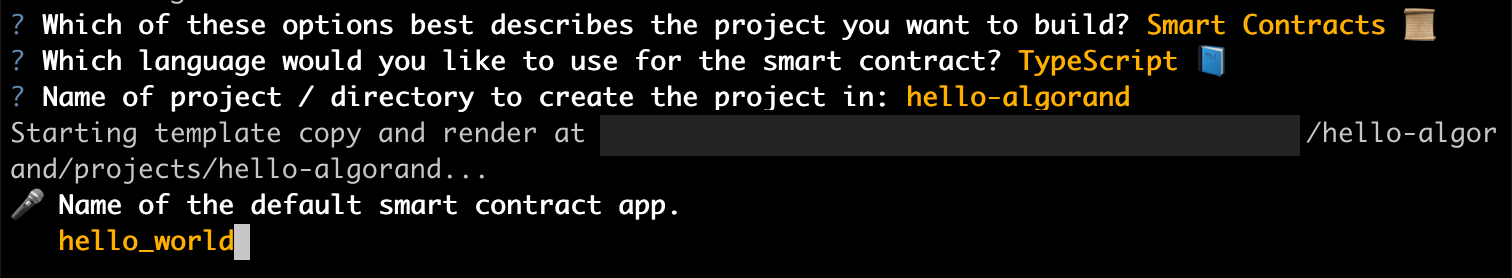 ? Which of these options best describes the project you want to build? Smart Contracts 📜
? Which language would you like to use for the smart contract? TypeScript 📘
? Name of project / directory to create the project in: hello-algorand
Starting template copy and render at /hello-algor
and/projects/hello-algorand...
🎤 Name of the default smart contract app.
hello_world